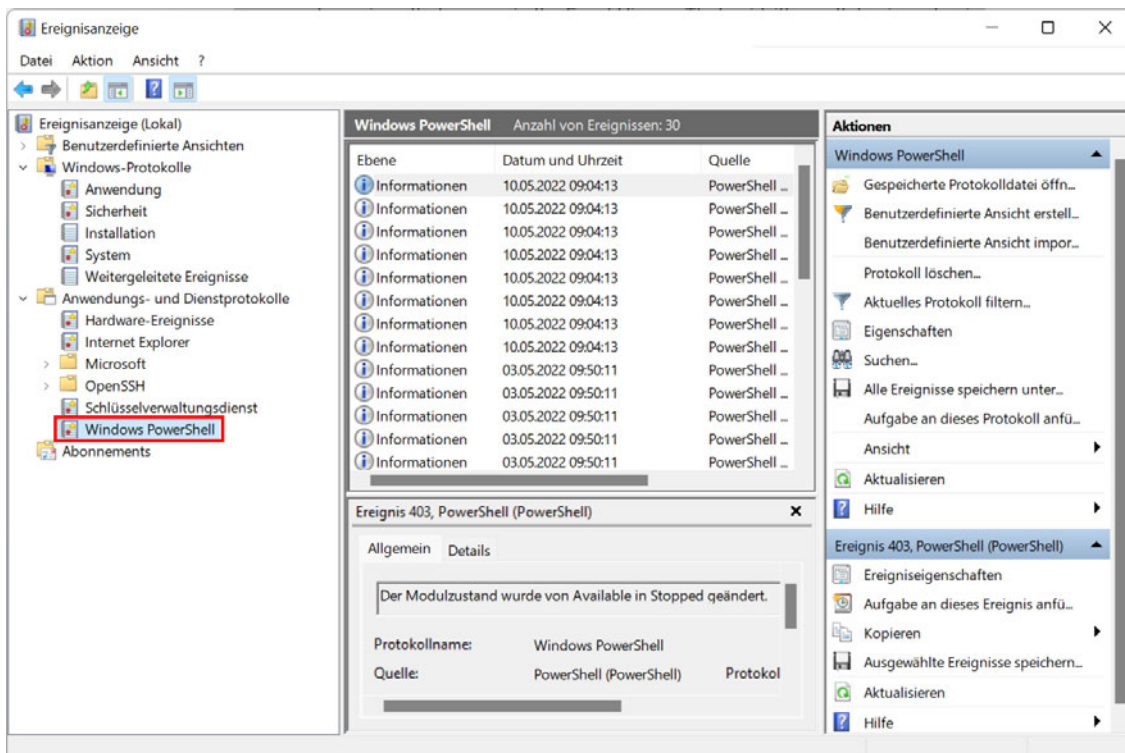 Ereignisanzeige
Datei Aktion Ansicht ?
Ereignisanzeige (Lokal)
Benutzerdefinierte Ansichten
Windows-Protokolle
Anwendung
Sicherheit
Installation
System
Weitergeleitete Ereignisse
Anwendungs- und Dienstprotokolle
Hardware-Ereignisse
Internet Explorer
Microsoft
OpenSSH
Schlüsselverwaltungsdienst
Windows PowerShell
Abonnements
Windows PowerShell Anzahl von Ereignissen: 30
Ebene Datum und Uhrzeit Quelle
Informationen 10.05.2022 09:04:13 PowerShell ...
Informationen 10.05.2022 09:04:13 PowerShell ...
Informationen 10.05.2022 09:04:13 PowerShell ...
Informationen 10.05.2022 09:04:13 PowerShell ...
Informationen 10.05.2022 09:04:13 PowerShell ...
Informationen 10.05.2022 09:04:13 PowerShell ...
Informationen 10.05.2022 09:04:13 PowerShell ...
Informationen 10.05.2022 09:04:13 PowerShell ...
Informationen 03.05.2022 09:50:11 PowerShell ...
Informationen 03.05.2022 09:50:11 PowerShell ...
Informationen 03.05.2022 09:50:11 PowerShell ...
Informationen 03.05.2022 09:50:11 PowerShell ...
Informationen 03.05.2022 09:50:11 PowerShell ...
Ereignis 403, PowerShell (PowerShell)
Allgemein Details
Der Modulzustand wurde von Available in Stopped geändert.
Protokollname: Windows PowerShell
Quelle: PowerShell (PowerShell) Protokol
Aktionen
Windows PowerShell
Gespeicherte Protokolldatei öffn...
Benutzerdefinierte Ansicht erstell...
Benutzerdefinierte Ansicht impor...
Protokoll löschen...
Aktuelles Protokoll filtern...
Eigenschaften
Suchen...
Alle Ereignisse speichern unter...
Aufgabe an dieses Protokoll anfü...
Ansicht
Aktualisieren
Hilfe
Ereignis 403, PowerShell (PowerShell)
Ereigniseigenschaften
Aufgabe an dieses Ereignis anfü...
Kopieren
Ausgewählte Ereignisse speichern...
Aktualisieren
Hilfe